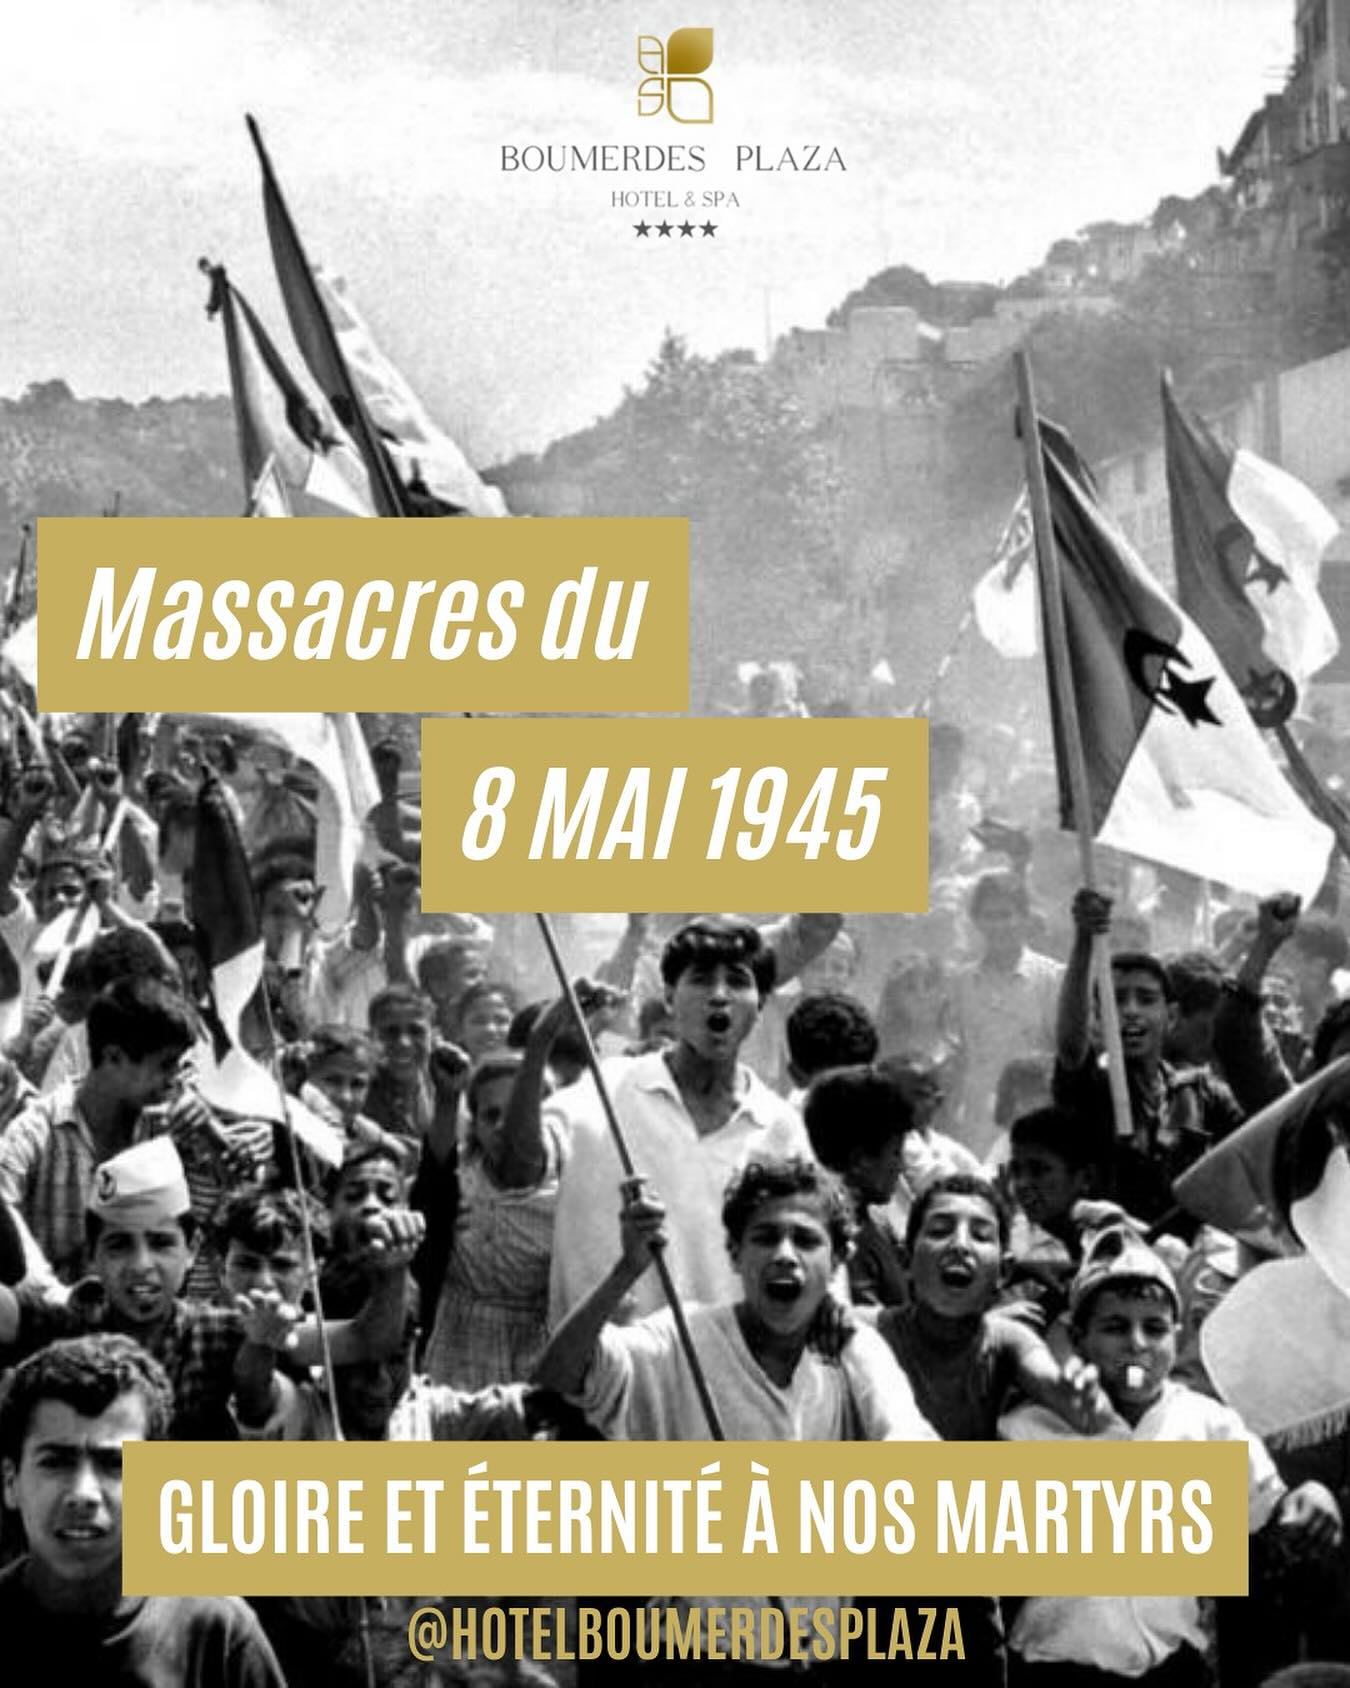 BOUMERDES PLAZA
HOTEL & SPA
Massacres du
8 MAI 1945
GLOIRE ET ÉTERNITÉ À NOS MARTYRS
@HOTELBOUMERDESPLAZA